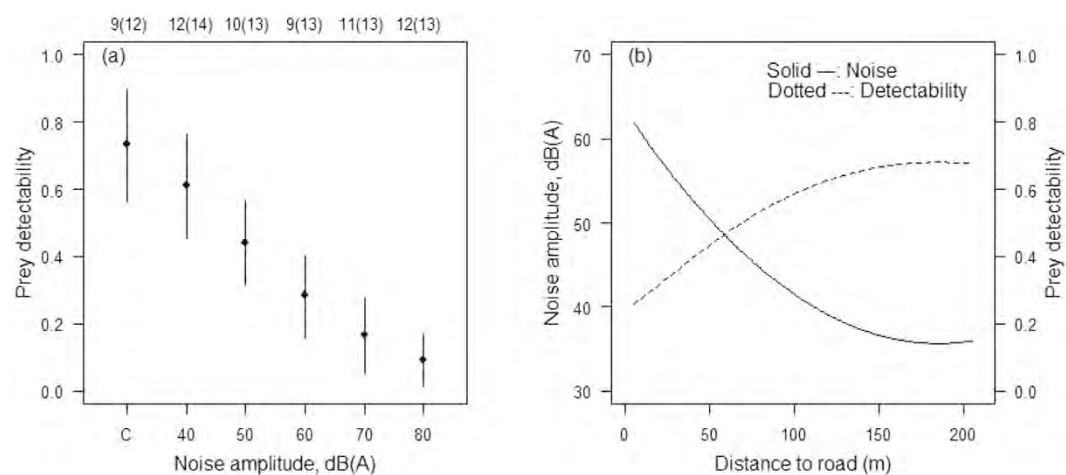 9(12) 12(14) 10(13) 9(13) 11(13) 12(13)
(a)
1.0
0.8
0.6
0.4
0.2
0.0
Prey detectability
C 40 50 60 70 80
Noise amplitude, dB(A)
(b)
Solid —: Noise
Dotted ---: Detectability
70
60
50
40
30
Noise amplitude, dB(A)
1.0
0.8
0.6
0.4
0.2
0.0
Prey detectability
0 50 100 150 200
Distance to road (m)